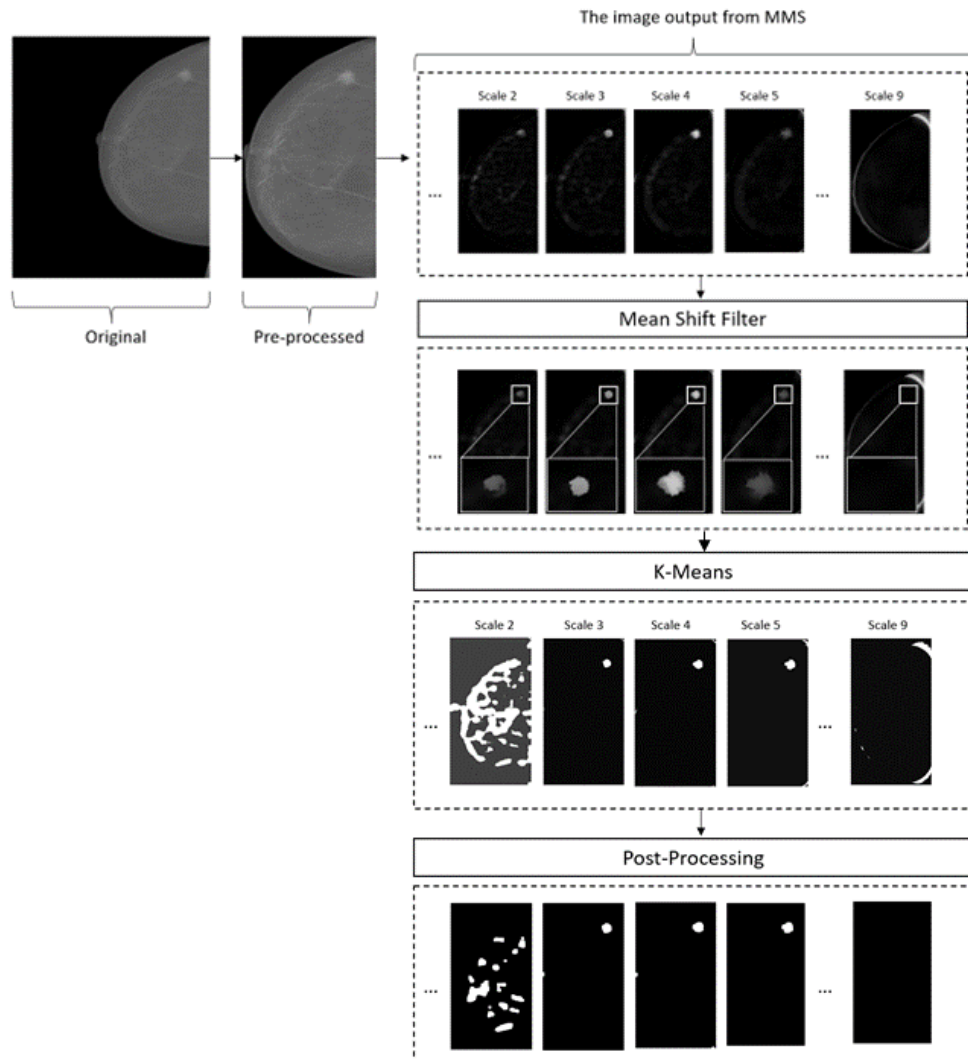 The image output from MMS
Scale 2 Scale 3 Scale 4 Scale 5 Scale 9
... ...
Original Pre-processed
Mean Shift Filter
... ...
K-Means
Scale 2 Scale 3 Scale 4 Scale 5 Scale 9
... ...
Post-Processing
... ...